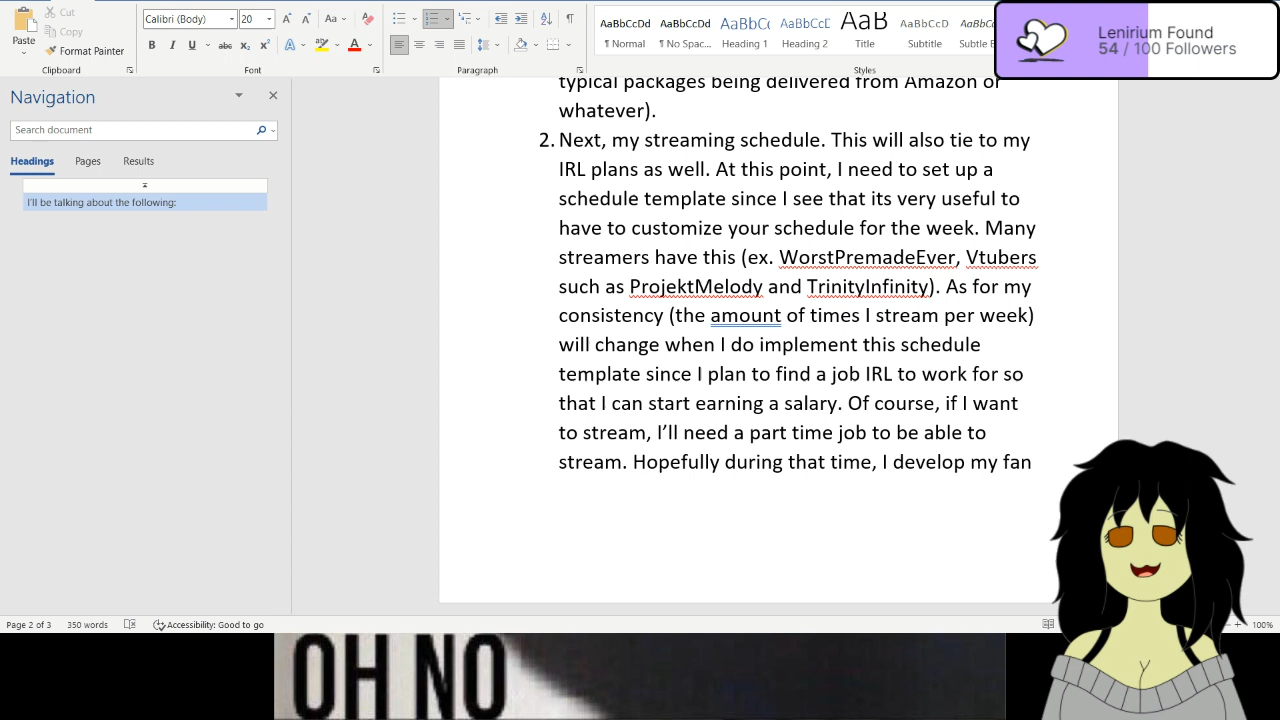 Cut
Copy
Paste
Format Painter
Clipboard
Calibri (Body)
20
Aa
B I U abc x₂ x²
A
Font
Paragraph
AaBbCcDd
¶ Normal
AaBbCcDd
¶ No Spac...
AaBbC(
Heading 1
AaBbCcC
Heading 2
AaB
Title
AaBbCcD
Subtitle
Subtle E
Styles
Lenirium Found
54 / 100 Followers
Navigation
Search document
Headings Pages Results
I'll be talking about the following:
typical packages being delivered from Amazon or
whatever).
2. Next, my streaming schedule. This will also tie to my
IRL plans as well. At this point, I need to set up a
schedule template since I see that its very useful to
have to customize your schedule for the week. Many
streamers have this (ex. WorstPremadeEver, Vtubers
such as ProjektMelody and TrinityInfinity). As for my
consistency (the amount of times I stream per week)
will change when I do implement this schedule
template since I plan to find a job IRL to work for so
that I can start earning a salary. Of course, if I want
to stream, I'll need a part time job to be able to
stream. Hopefully during that time, I develop my fan
Page 2 of 3 350 words Accessibility: Good to go
100%
OH NO